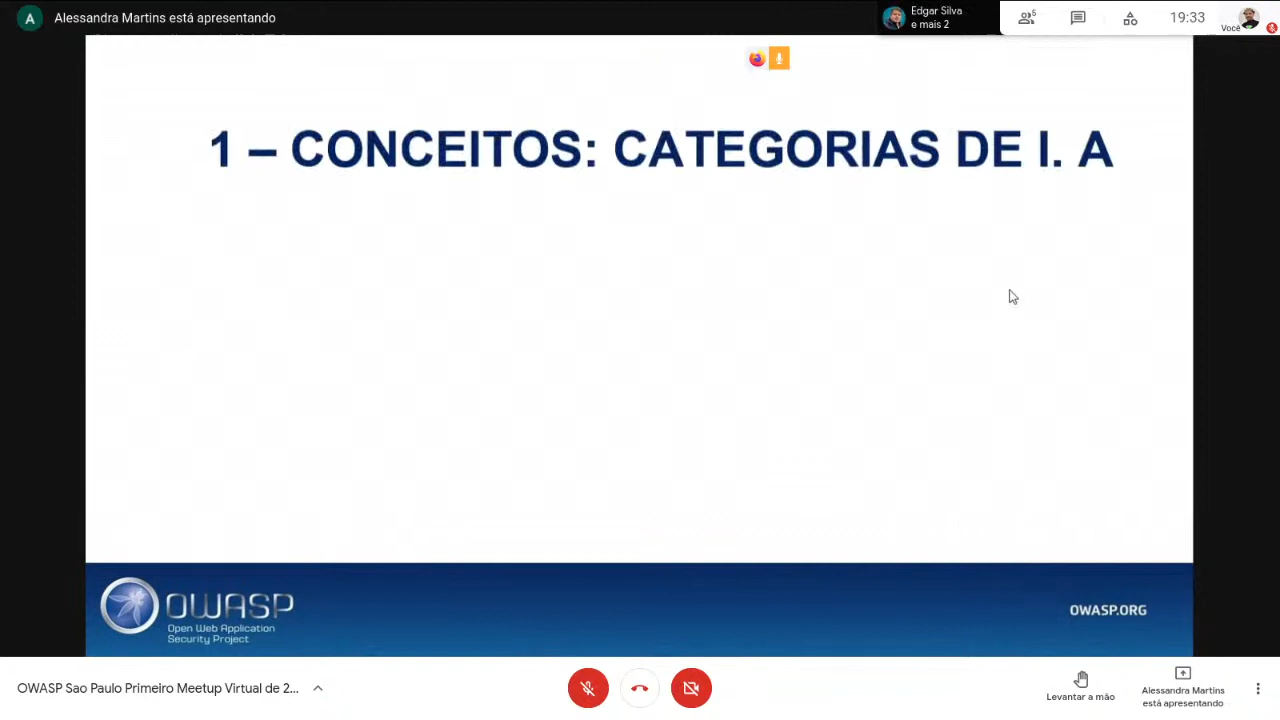 A
Alessandra Martins está apresentando
Edgar Silva
e mais 2
6
19:33
Você
1 – CONCEITOS: CATEGORIAS DE I. A
OWASP
Open Web Application
Security Project
OWASP.ORG
OWASP Sao Paulo Primeiro Meetup Virtual de 2...
Levantar a mão
Alessandra Martins
está apresentando